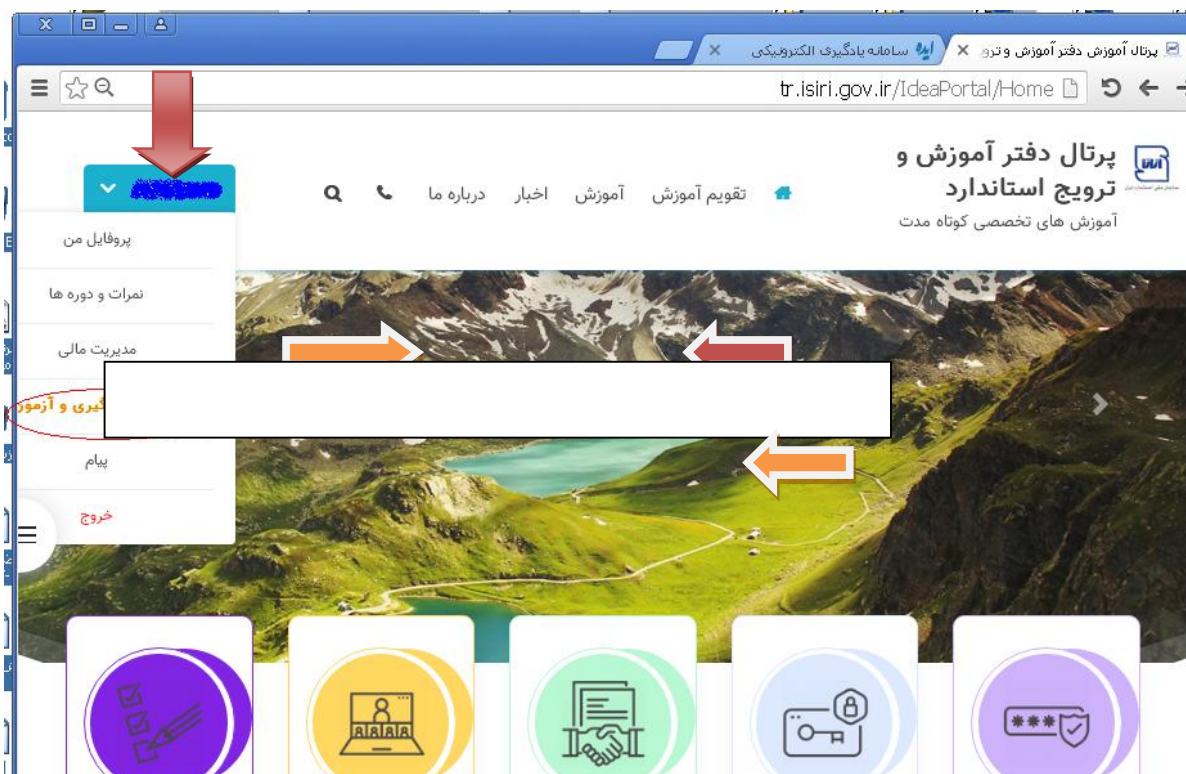 پرتال آموزش دفتر آموزش و ترو
سامانه یادگیری الکترونیکی
tr.isiri.gov.ir/IdeaPortal/Home
پرتال دفتر آموزش و
ترویج استاندارد
آموزش های تخصصی کوتاه مدت
تقویم آموزش
آموزش
اخبار
درباره ما
پروفایل من
نمرات و دوره ها
مدیریت مالی
گیری و آزمون
پیام
خروج